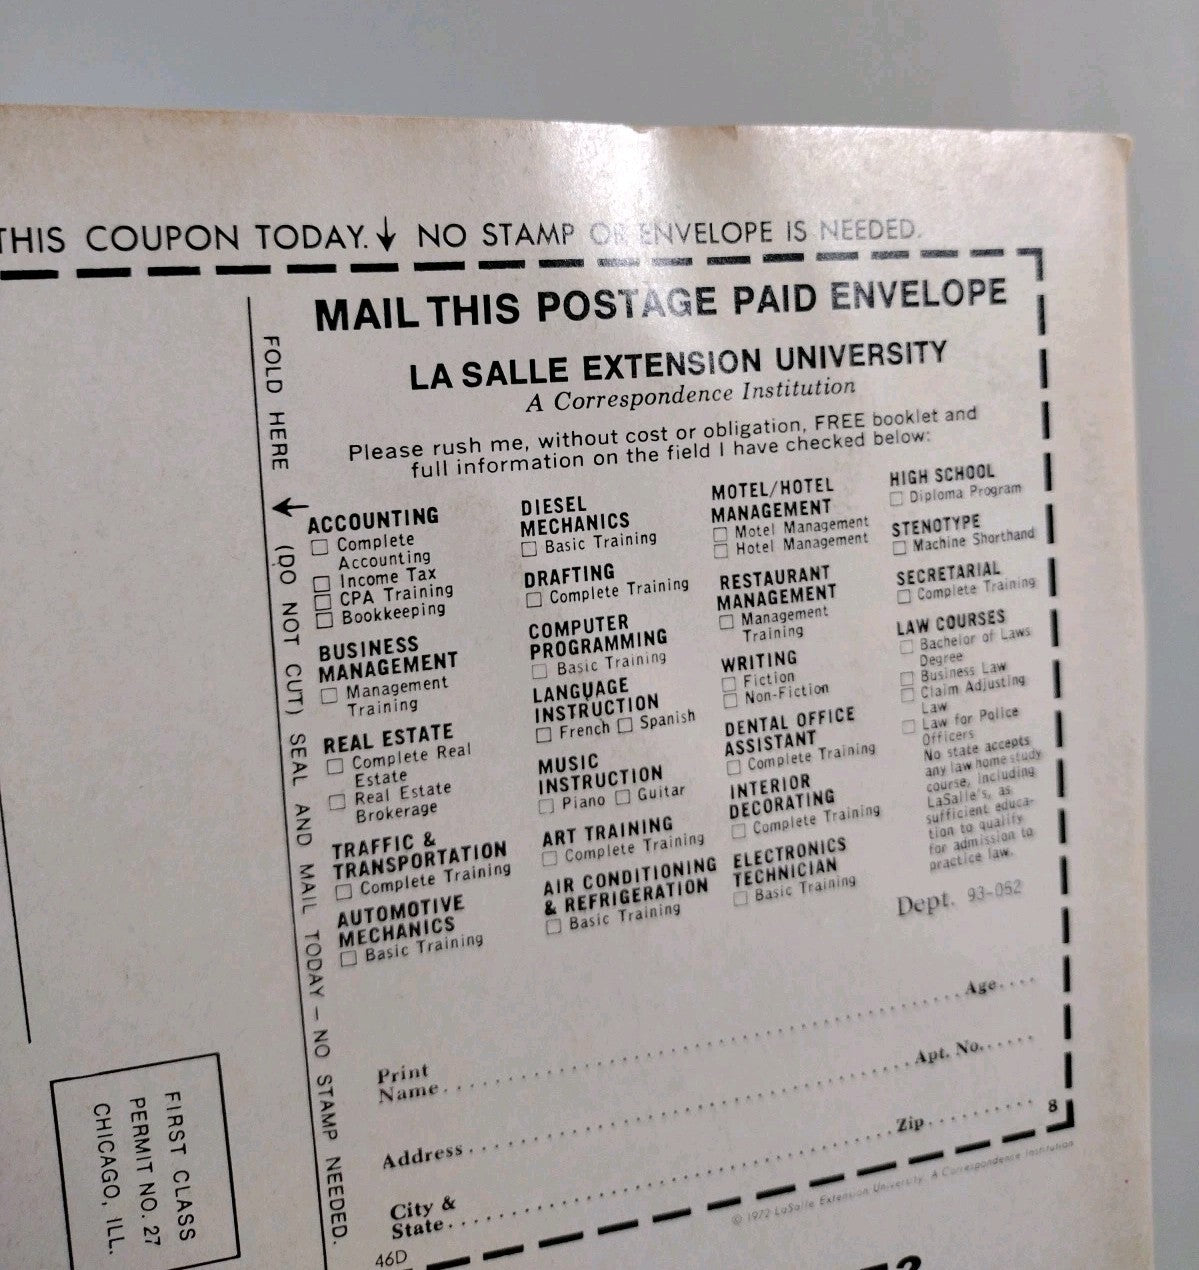 THIS COUPON TODAY. ↓ NO STAMP OR ENVELOPE IS NEEDED.
MAIL THIS POSTAGE PAID ENVELOPE
LA SALLE EXTENSION UNIVERSITY
A Correspondence Institution
Please rush me, without cost or obligation, FREE booklet and
full information on the field I have checked below:
ACCOUNTING
☐ Complete
Accounting
☐ Income Tax
☐ CPA Training
☐ Bookkeeping
BUSINESS
MANAGEMENT
☐ Management
Training
REAL ESTATE
☐ Complete Real
Estate
☐ Real Estate
Brokerage
TRAFFIC &
TRANSPORTATION
☐ Complete Training
AUTOMOTIVE
MECHANICS
☐ Basic Training
DIESEL
MECHANICS
☐ Basic Training
DRAFTING
☐ Complete Training
COMPUTER
PROGRAMMING
☐ Basic Training
LANGUAGE
INSTRUCTION
☐ French ☐ Spanish
MUSIC
INSTRUCTION
☐ Piano ☐ Guitar
ART TRAINING
☐ Complete Training
AIR CONDITIONING
& REFRIGERATION
☐ Basic Training
MOTEL/HOTEL
MANAGEMENT
☐ Motel Management
☐ Hotel Management
RESTAURANT
MANAGEMENT
☐ Management
Training
WRITING
☐ Fiction
☐ Non-Fiction
DENTAL OFFICE
ASSISTANT
☐ Complete Training
INTERIOR
DECORATING
☐ Complete Training
ELECTRONICS
TECHNICIAN
☐ Basic Training
HIGH SCHOOL
☐ Diploma Program
STENOTYPE
☐ Machine Shorthand
SECRETARIAL
☐ Complete Training
LAW COURSES
☐ Bachelor of Laws
Degree
☐ Business Law
☐ Claim Adjusting
Law
☐ Law for Police
Officers
No state accepts
any law home study
course, including
LaSalle's, as
sufficient educa-
tion to qualify
for admission to
practice law.
Dept. 93-052
Print
Name Age
Address Apt. No.
City &
State Zip 8
46D
© 1972 LaSalle Extension University. A Correspondence Institution
FOLD HERE ↓ (DO NOT CUT) SEAL AND MAIL TODAY – NO STAMP NEEDED.
FIRST CLASS
PERMIT NO. 27
CHICAGO, ILL.